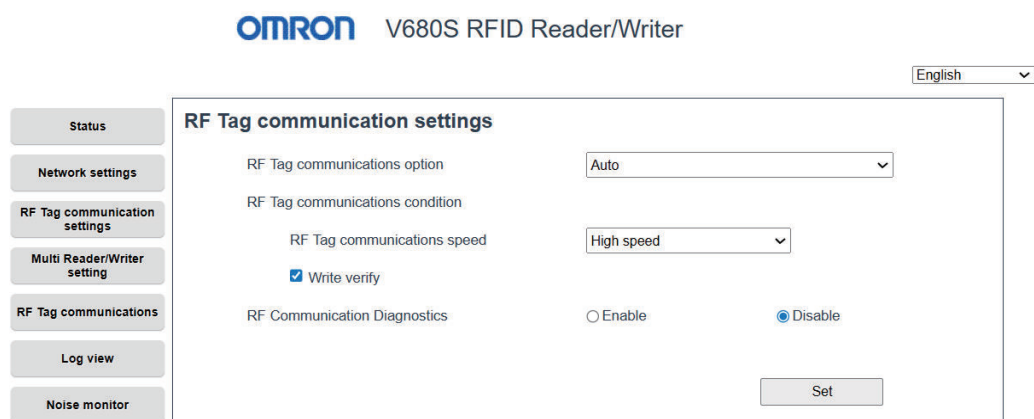 OMRON V680S RFID Reader/Writer
English
Status
Network settings
RF Tag communication
settings
Multi Reader/Writer
setting
RF Tag communications
Log view
Noise monitor
RF Tag communication settings
RF Tag communications option Auto
RF Tag communications condition
RF Tag communications speed High speed
Write verify
RF Communication Diagnostics Enable Disable
Set